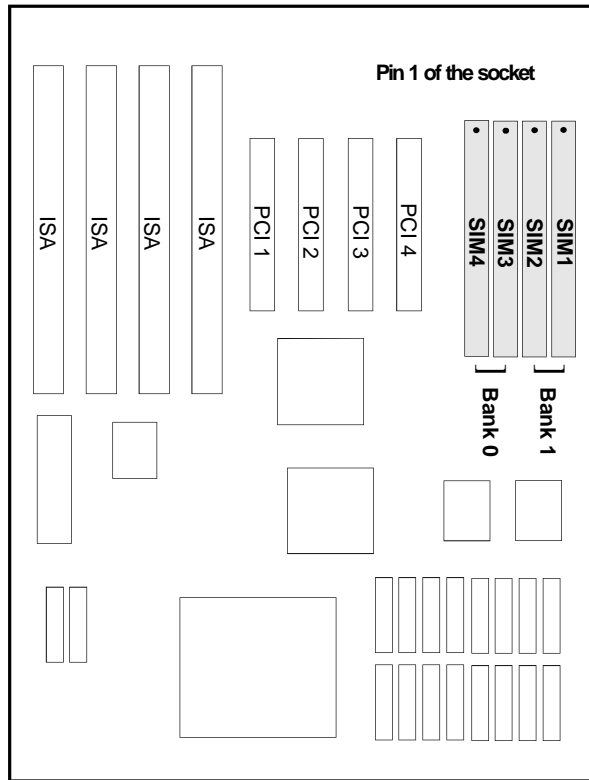 Pin 1 of the socket
ISA
ISA
ISA
ISA
PCI 1
PCI 2
PCI 3
PCI 4
SIM4
SIM3
SIM2
SIM1
Bank 0
Bank 1